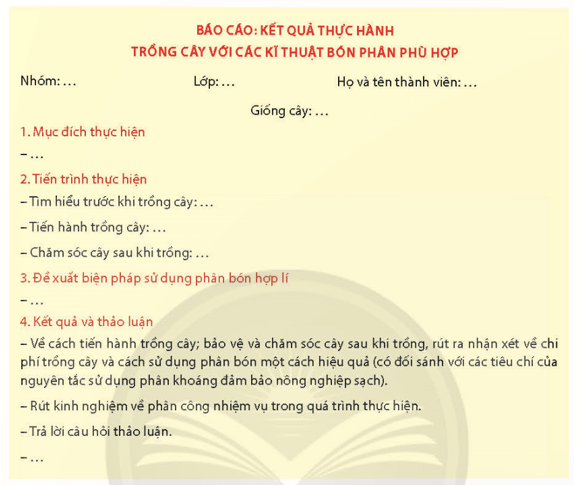 BÁO CÁO: KẾT QUẢ THỰC HÀNH
TRỒNG CÂY VỚI CÁC KĨ THUẬT BÓN PHÂN PHÙ HỢP
Nhóm: ... Lớp: ... Họ và tên thành viên: ...
Giống cây: ...
1. Mục đích thực hiện
– ...
2. Tiến trình thực hiện
– Tìm hiểu trước khi trồng cây: ...
– Tiến hành trồng cây: ...
– Chăm sóc cây sau khi trồng: ...
3. Đề xuất biện pháp sử dụng phân bón hợp lí
– ...
4. Kết quả và thảo luận
– Về cách tiến hành trồng cây; bảo vệ và chăm sóc cây sau khi trồng, rút ra nhận xét về chi
phí trồng cây và cách sử dụng phân bón một cách hiệu quả (có đối sánh với các tiêu chí của
nguyên tắc sử dụng phân khoáng đảm bảo nông nghiệp sạch).
– Rút kinh nghiệm về phân công nhiệm vụ trong quá trình thực hiện.
– Trả lời câu hỏi thảo luận.
– ...